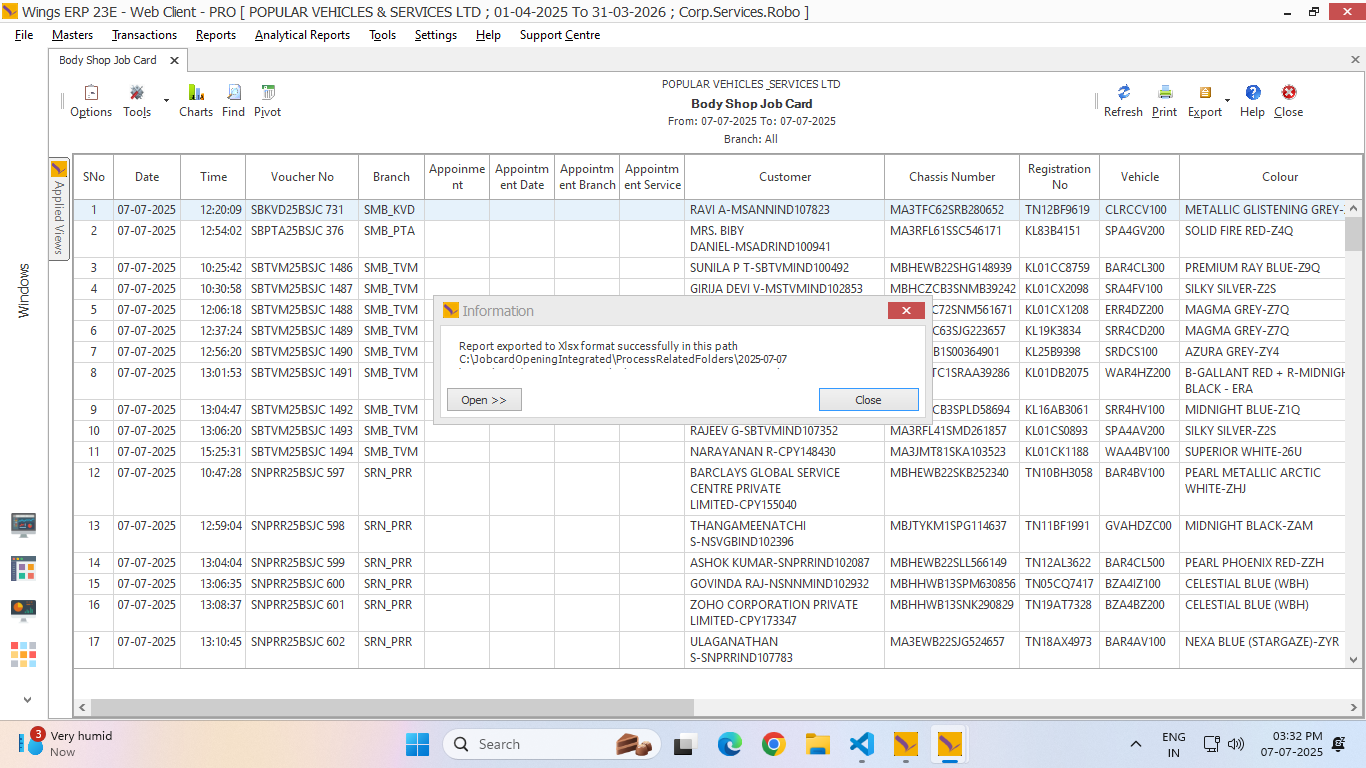 Wings ERP 23E - Web Client - PRO [ POPULAR VEHICLES & SERVICES LTD ; 01-04-2025 To 31-03-2026 ; Corp.Services.Robo ]
File Masters Transactions Reports Analytical Reports Tools Settings Help Support Centre
Body Shop Job Card
POPULAR VEHICLES _SERVICES LTD
Body Shop Job Card
From: 07-07-2025 To: 07-07-2025
Branch: All
Options Tools Charts Find Pivot
Refresh Print Export Help Close
Windows
Applied Views
SNo Date Time Voucher No Branch Appoinment Appointment Date Appointment Branch Appointment Service Customer Chassis Number Registration No Vehicle Colour
1 07-07-2025 12:20:09 SBKVD25BSJC 731 SMB_KVD RAVI A-MSANNIND107823 MA3TFC62SRB280652 TN12BF9619 CLRCCV100 METALLIC GLISTENING GREY-
2 07-07-2025 12:54:02 SBPTA25BSJC 376 SMB_PTA MRS. BIBY DANIEL-MSADRIND100941 MA3RFL61SSC546171 KL83B4151 SPA4GV200 SOLID FIRE RED-Z4Q
3 07-07-2025 10:25:42 SBTVM25BSJC 1486 SMB_TVM SUNILA P T-SBTVMIND100492 MBHEWB22SHG148939 KL01CC8759 BAR4CL300 PREMIUM RAY BLUE-Z9Q
4 07-07-2025 10:30:58 SBTVM25BSJC 1487 SMB_TVM GIRIJA DEVI V-MSTVMIND102853 MBHCZCB3SNMB39242 KL01CX2098 SRA4FV100 SILKY SILVER-Z2S
5 07-07-2025 12:06:18 SBTVM25BSJC 1488 SMB_TVM C72SNM561671 KL01CX1208 ERR4DZ200 MAGMA GREY-Z7Q
6 07-07-2025 12:37:24 SBTVM25BSJC 1489 SMB_TVM C63SJG223657 KL19K3834 SRR4CD200 MAGMA GREY-Z7Q
7 07-07-2025 12:56:20 SBTVM25BSJC 1490 SMB_TVM B1S00364901 KL25B9398 SRDCS100 AZURA GREY-ZY4
8 07-07-2025 13:01:53 SBTVM25BSJC 1491 SMB_TVM TC1SRAA39286 KL01DB2075 WAR4HZ200 B-GALLANT RED + R-MIDNIGH BLACK - ERA
9 07-07-2025 13:04:47 SBTVM25BSJC 1492 SMB_TVM CB3SPLD58694 KL16AB3061 SRR4HV100 MIDNIGHT BLUE-Z1Q
10 07-07-2025 13:06:20 SBTVM25BSJC 1493 SMB_TVM RAJEEV G-SBTVMIND107352 MA3RFL41SMD261857 KL01CS0893 SPA4AV200 SILKY SILVER-Z2S
11 07-07-2025 15:25:31 SBTVM25BSJC 1494 SMB_TVM NARAYANAN R-CPY148430 MA3JMT81SKA103523 KL01CK1188 WAA4BV100 SUPERIOR WHITE-26U
12 07-07-2025 10:47:28 SNPRR25BSJC 597 SRN_PRR BARCLAYS GLOBAL SERVICE CENTRE PRIVATE LIMITED-CPY155040 MBHEWB22SKB252340 TN10BH3058 BAR4BV100 PEARL METALLIC ARCTIC WHITE-ZHJ
13 07-07-2025 12:59:04 SNPRR25BSJC 598 SRN_PRR THANGAMEENATCHI S-NSVGBIND102396 MBJTYKM1SPG114637 TN11BF1991 GVAHDZC00 MIDNIGHT BLACK-ZAM
14 07-07-2025 13:04:04 SNPRR25BSJC 599 SRN_PRR ASHOK KUMAR-SNPRRIND102087 MBHEWB22SLL566149 TN12AL3622 BAR4CL500 PEARL PHOENIX RED-ZZH
15 07-07-2025 13:06:35 SNPRR25BSJC 600 SRN_PRR GOVINDA RAJ-NSNNMIND102932 MBHHWB13SPM630856 TN05CQ7417 BZA4IZ100 CELESTIAL BLUE (WBH)
16 07-07-2025 13:08:37 SNPRR25BSJC 601 SRN_PRR ZOHO CORPORATION PRIVATE LIMITED-CPY173347 MBHHWB13SNK290829 TN19AT7328 BZA4BZ200 CELESTIAL BLUE (WBH)
17 07-07-2025 13:10:45 SNPRR25BSJC 602 SRN_PRR ULAGANATHAN S-SNPRRIND107783 MA3EWB22SJG524657 TN18AX4973 BAR4AV100 NEXA BLUE (STARGAZE)-ZYR
Information
Report exported to Xlsx format successfully in this path
C:\JobcardOpeningIntegrated\ProcessRelatedFolders\2025-07-07
Open >> Close
3 Very humid
Now
Search
ENG
IN
03:32 PM
07-07-2025